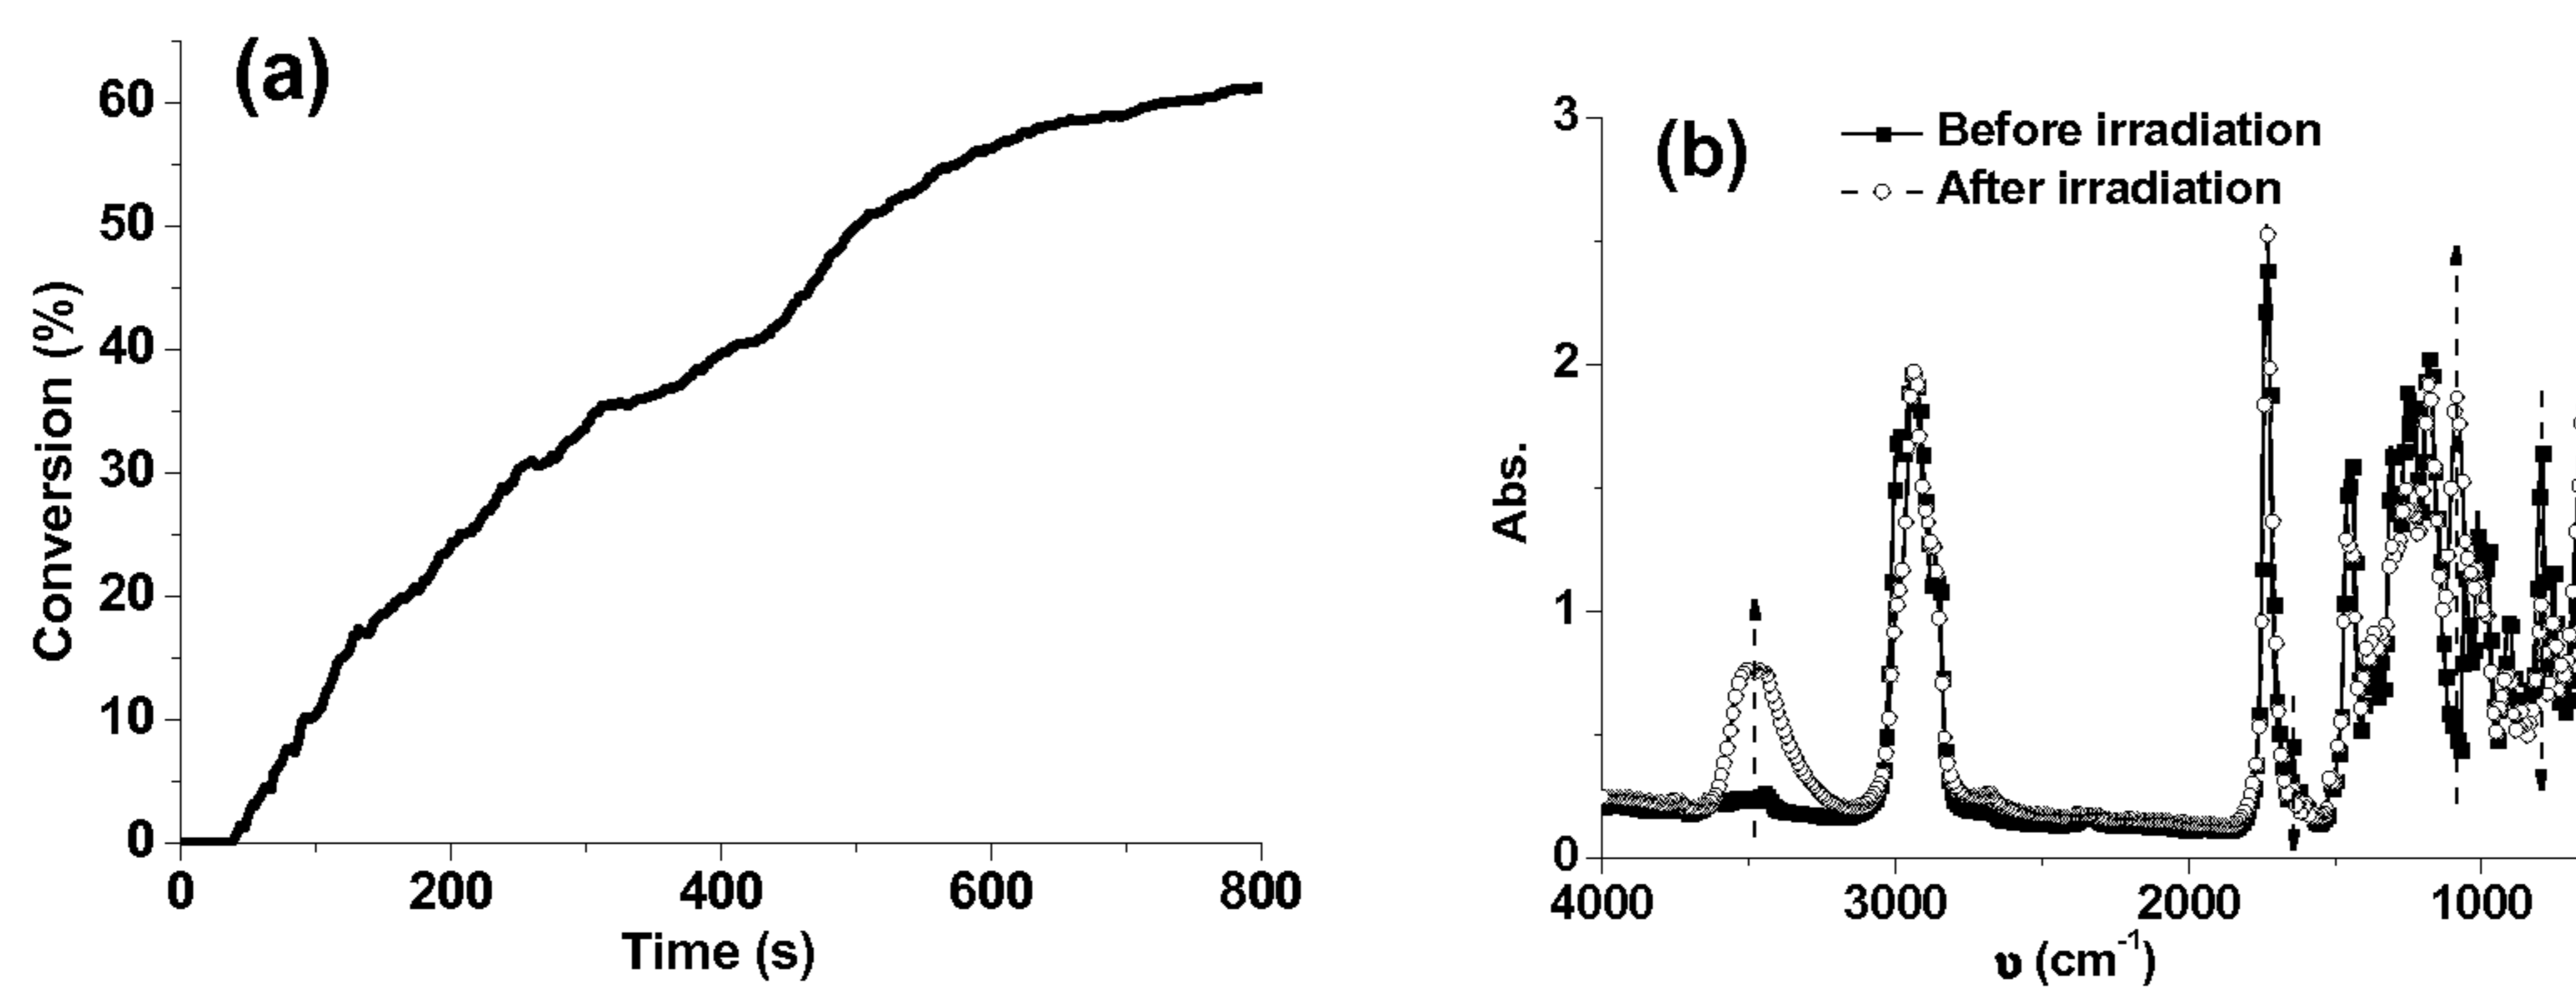 (a)
60
50
40
30
20
10
0
Conversion (%)
0 200 400 600 800
Time (s)
(b)
Before irradiation
After irradiation
3
2
1
0
Abs.
4000 3000 2000 1000
υ (cm⁻¹)